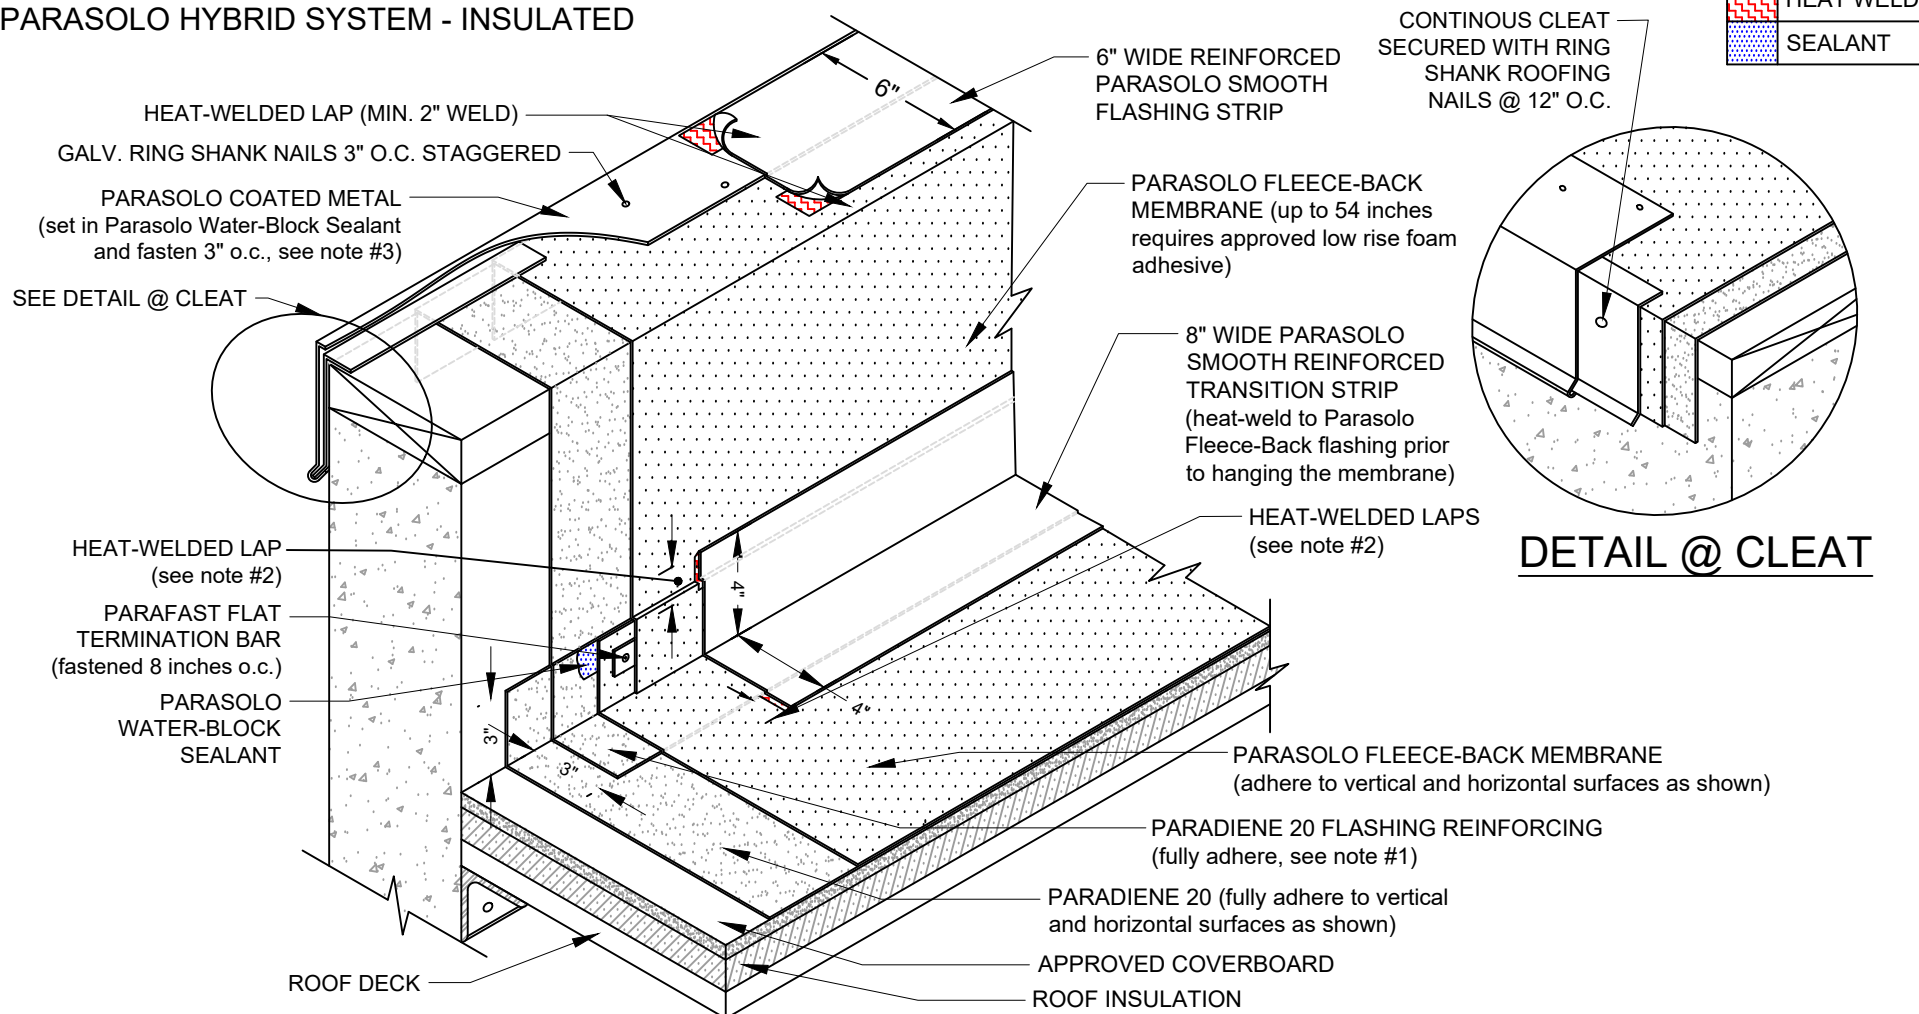 PARASOLO HYBRID SYSTEM - INSULATED
HEAT-WELDED LAP (MIN. 2" WELD)
GALV. RING SHANK NAILS 3" O.C. STAGGERED
PARASOLO COATED METAL
(set in Parasolo Water-Block Sealant
and fasten 3" o.c., see note #3)
SEE DETAIL @ CLEAT
6"
6" WIDE REINFORCED
PARASOLO SMOOTH
FLASHING STRIP
CONTINOUS CLEAT
SECURED WITH RING
SHANK ROOFING
NAILS @ 12" O.C.
HEAT WELD
SEALANT
PARASOLO FLEECE-BACK
MEMBRANE (up to 54 inches
requires approved low rise foam
adhesive)
8" WIDE PARASOLO
SMOOTH REINFORCED
TRANSITION STRIP
(heat-weld to Parasolo
Fleece-Back flashing prior
to hanging the membrane)
HEAT-WELDED LAPS
(see note #2)
DETAIL @ CLEAT
HEAT-WELDED LAP
(see note #2)
PARAFAST FLAT
TERMINATION BAR
(fastened 8 inches o.c.)
PARASOLO
WATER-BLOCK
SEALANT
4"
4"
3"
3"
PARASOLO FLEECE-BACK MEMBRANE
(adhere to vertical and horizontal surfaces as shown)
PARADIENE 20 FLASHING REINFORCING
(fully adhere, see note #1)
PARADIENE 20 (fully adhere to vertical
and horizontal surfaces as shown)
APPROVED COVERBOARD
ROOF INSULATION
ROOF DECK